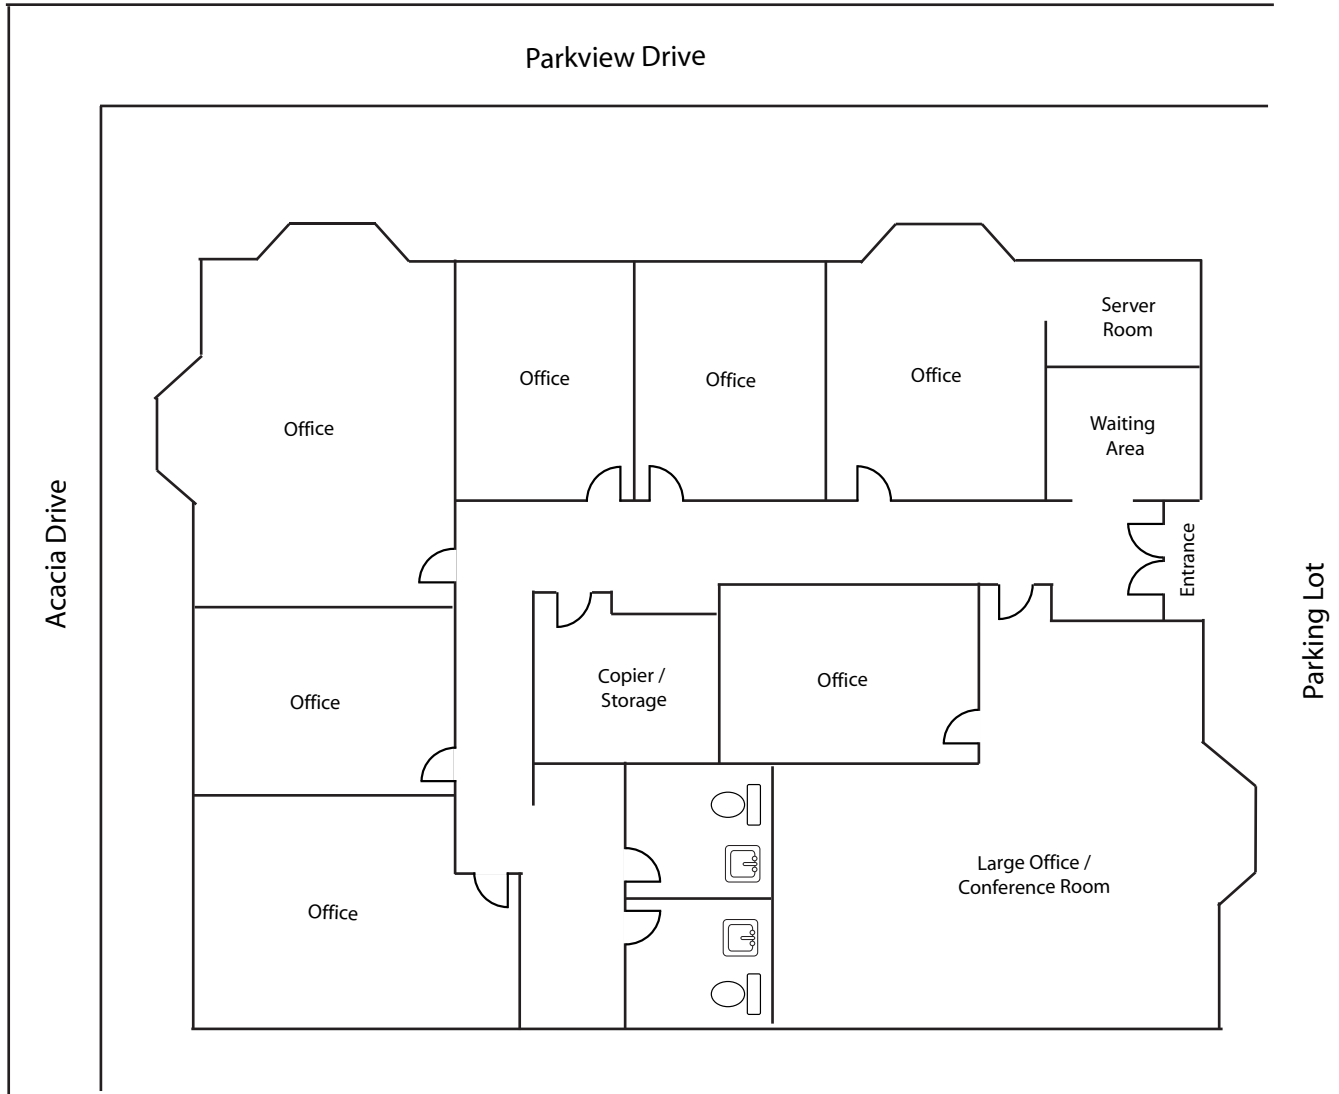 Parkview Drive
Server
Room
Office
Office
Office
Waiting
Area
Office
Acacia Drive
Entrance
Parking Lot
Copier /
Storage
Office
Office
Large Office /
Conference Room
Office